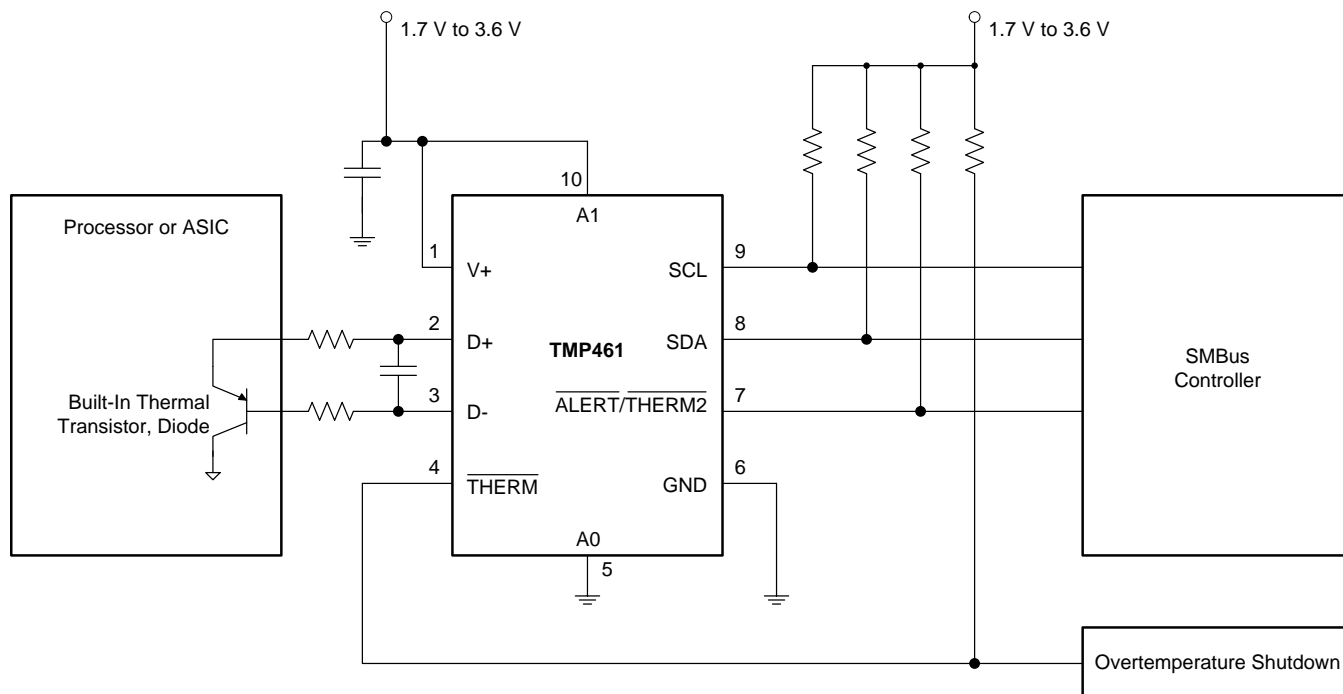 1.7 V to 3.6 V
1.7 V to 3.6 V
Processor or ASIC
Built-In Thermal
Transistor, Diode
10
A1
1
V+
2
D+
3
D-
4
THERM
TMP461
9
SCL
8
SDA
7
ALERT/THERM2
6
GND
A0
5
SMBus
Controller
Overtemperature Shutdown